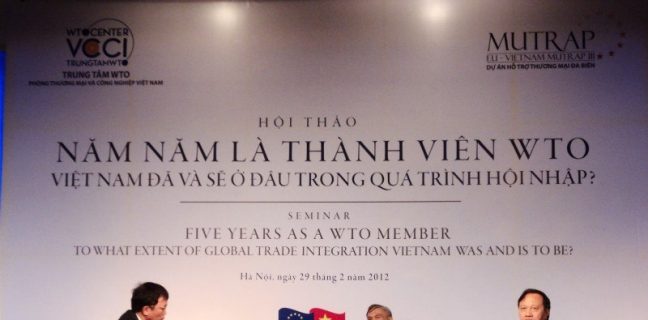 WTO CENTER
VCCI
TRUNGTAMWTO
TRUNG TÂM WTO
PHÒNG THƯƠNG MẠI VÀ CÔNG NGHIỆP VIỆT NAM
MUTRAP
EU - VIETNAM MUTRAP III
DỰ ÁN HỖ TRỢ THƯƠNG MẠI ĐA BIÊN
HỘI THẢO
NĂM NĂM LÀ THÀNH VIÊN WTO
VIỆT NAM ĐÃ VÀ SẼ Ở ĐÂU TRONG QUÁ TRÌNH HỘI NHẬP?
SEMINAR
FIVE YEARS AS A WTO MEMBER
TO WHAT EXTENT OF GLOBAL TRADE INTEGRATION VIETNAM WAS AND IS TO BE?
Hà Nội, ngày 29 tháng 2 năm 2012